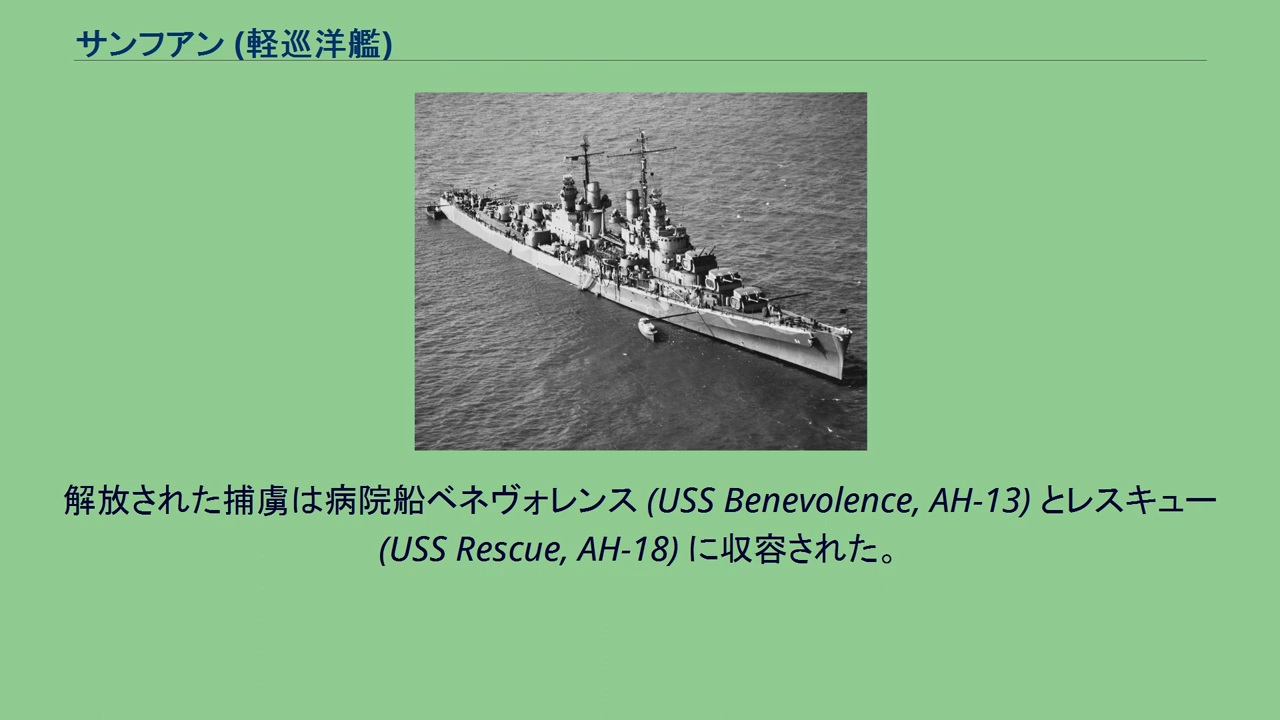 サンフアン (軽巡洋艦)
解放された捕虜は病院船ベネヴォレンス (USS Benevolence, AH-13) とレスキュー
(USS Rescue, AH-18) に収容された。